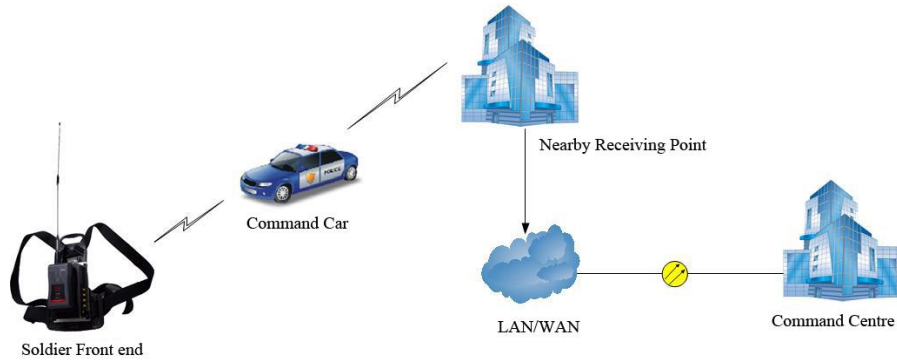 Nearby Receiving Point
POLICE
Command Car
LAN/WAN
Command Centre
Soldier Front end